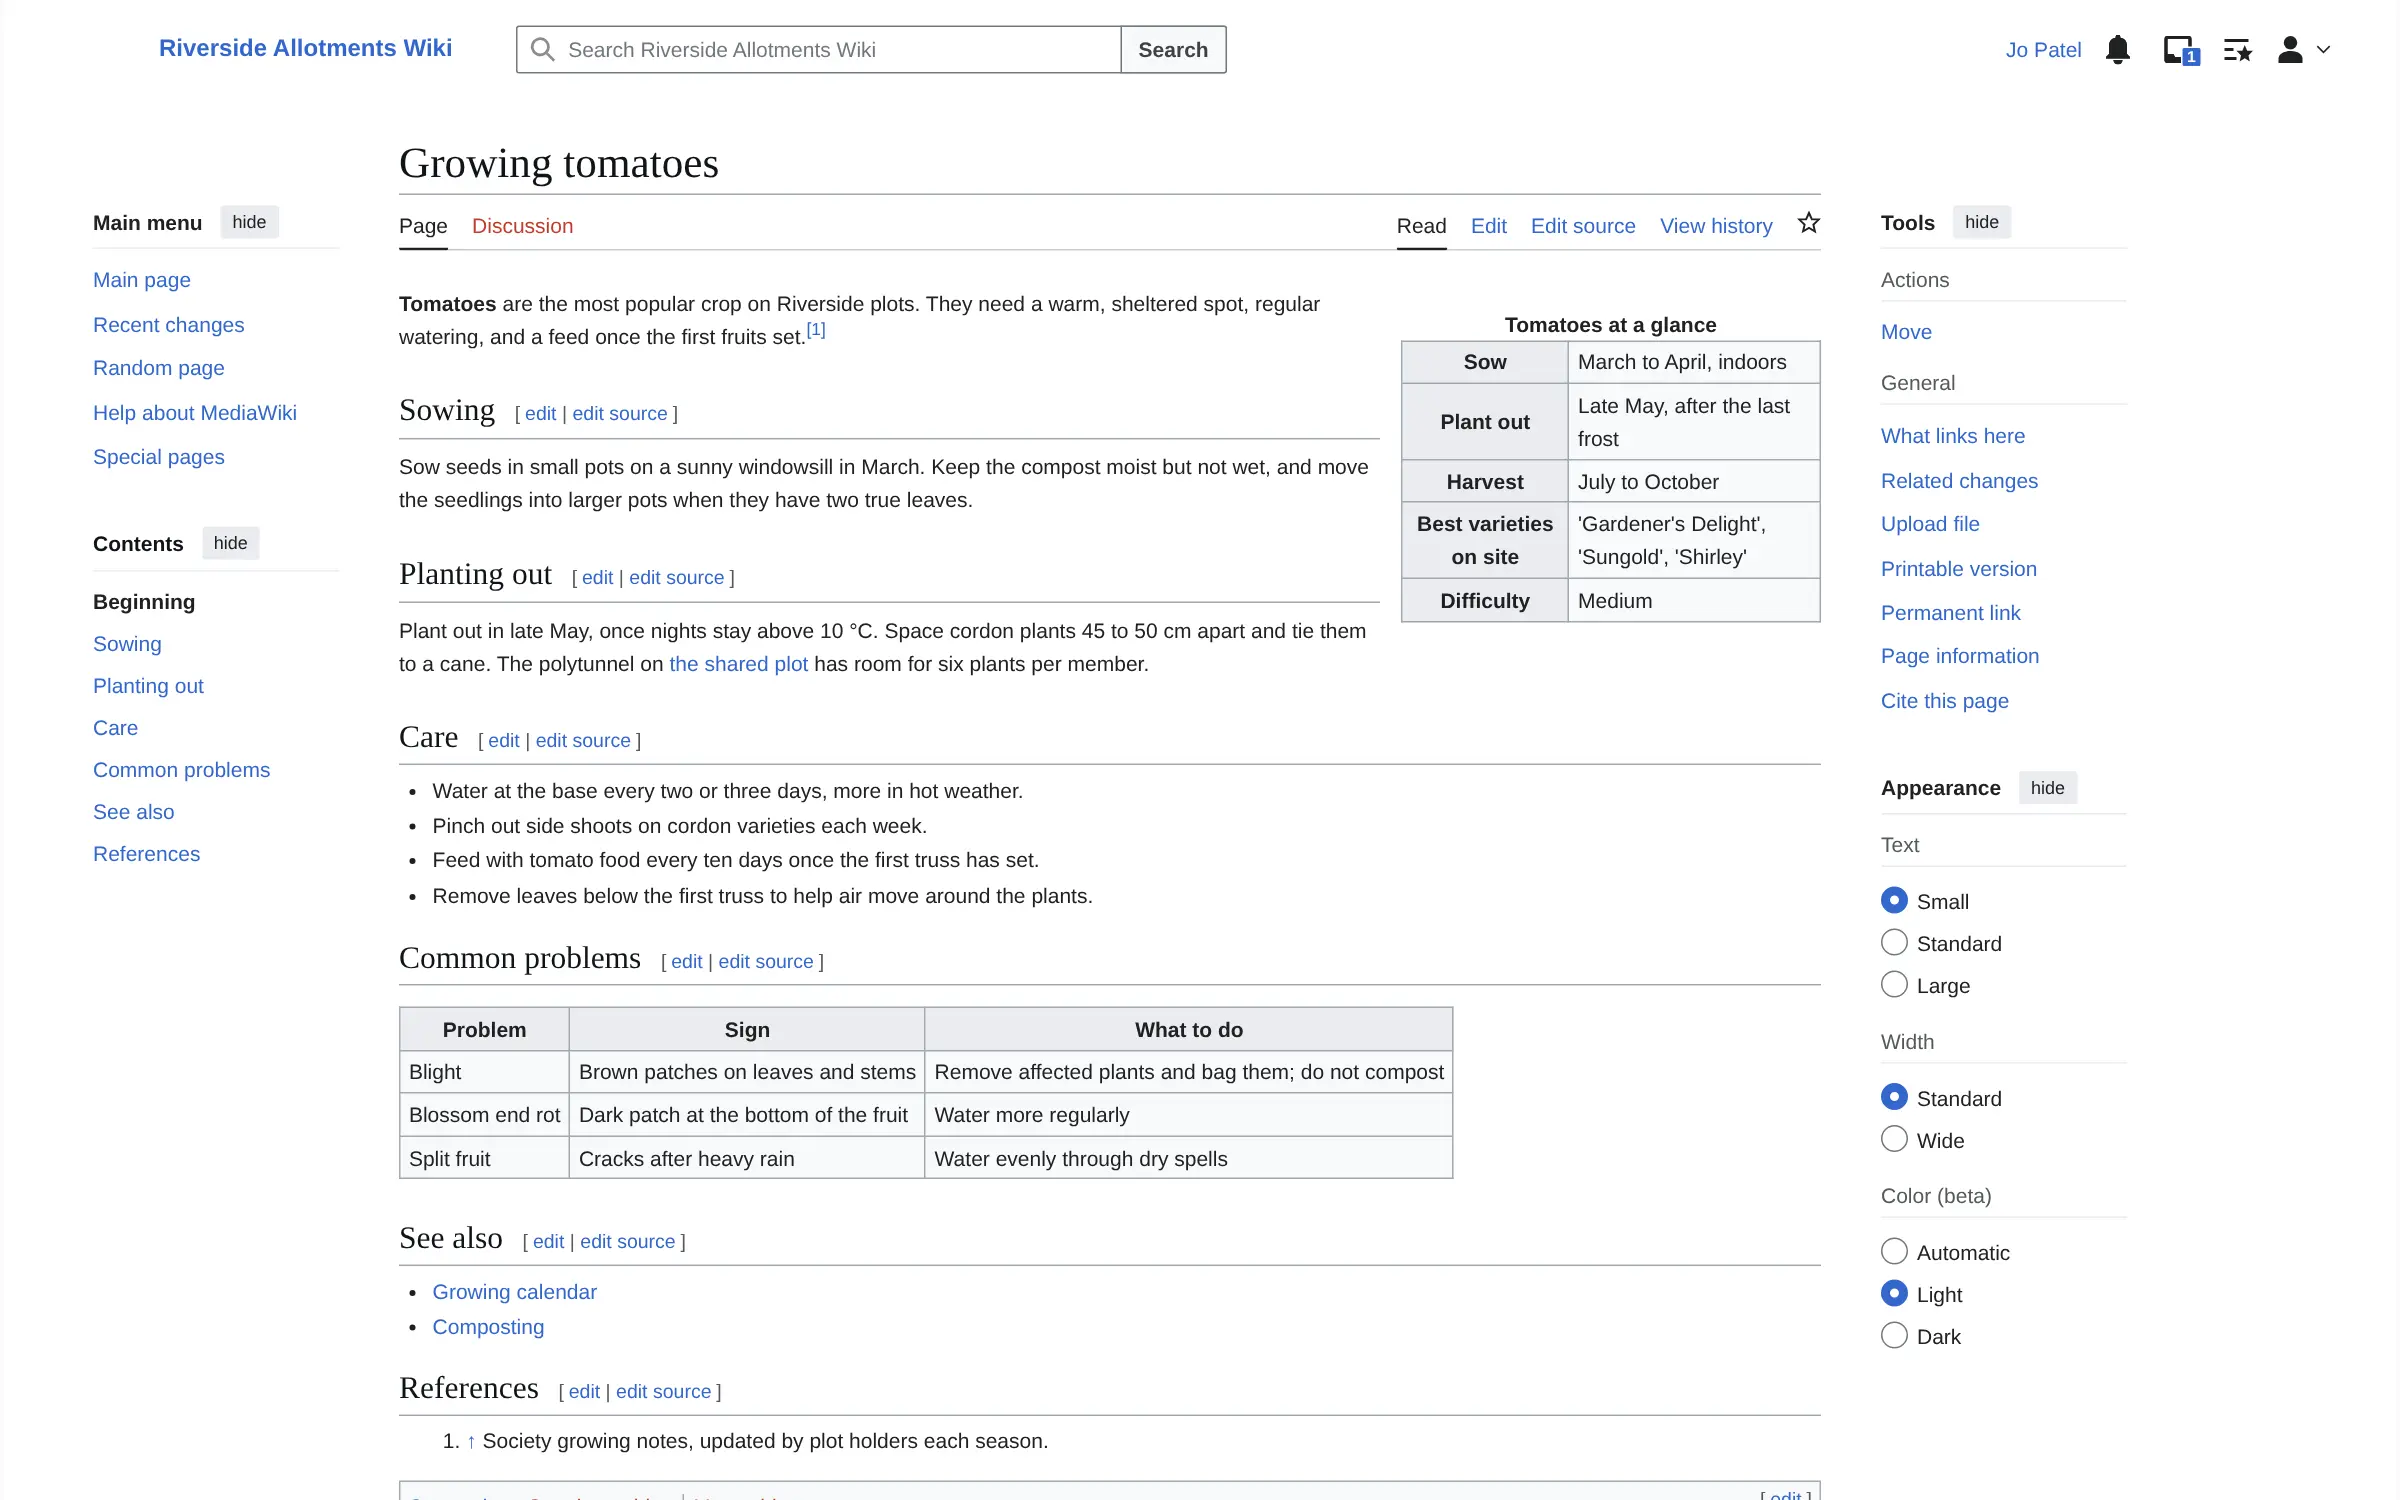 Riverside Allotments Wiki
Search Riverside Allotments Wiki
Search
Jo Patel
1
Main menu hide
Main page
Recent changes
Random page
Help about MediaWiki
Special pages
Contents hide
Beginning
Sowing
Planting out
Care
Common problems
See also
References
Growing tomatoes
Page Discussion
Read Edit Edit source View history
Tomatoes are the most popular crop on Riverside plots. They need a warm, sheltered spot, regular
watering, and a feed once the first fruits set.[1]
Tomatoes at a glance
Sow March to April, indoors
Plant out Late May, after the last
frost
Harvest July to October
Best varieties
on site
'Gardener's Delight',
'Sungold', 'Shirley'
Difficulty Medium
Sowing [ edit | edit source ]
Sow seeds in small pots on a sunny windowsill in March. Keep the compost moist but not wet, and move
the seedlings into larger pots when they have two true leaves.
Planting out [ edit | edit source ]
Plant out in late May, once nights stay above 10 °C. Space cordon plants 45 to 50 cm apart and tie them
to a cane. The polytunnel on the shared plot has room for six plants per member.
Care [ edit | edit source ]
• Water at the base every two or three days, more in hot weather.
• Pinch out side shoots on cordon varieties each week.
• Feed with tomato food every ten days once the first truss has set.
• Remove leaves below the first truss to help air move around the plants.
Common problems [ edit | edit source ]
Problem Sign What to do
Blight Brown patches on leaves and stems Remove affected plants and bag them; do not compost
Blossom end rot Dark patch at the bottom of the fruit Water more regularly
Split fruit Cracks after heavy rain Water evenly through dry spells
See also [ edit | edit source ]
• Growing calendar
• Composting
References [ edit | edit source ]
1. ↑ Society growing notes, updated by plot holders each season.
[ edit ]
Tools hide
Actions
Move
General
What links here
Related changes
Upload file
Printable version
Permanent link
Page information
Cite this page
Appearance hide
Text
Small
Standard
Large
Width
Standard
Wide
Color (beta)
Automatic
Light
Dark